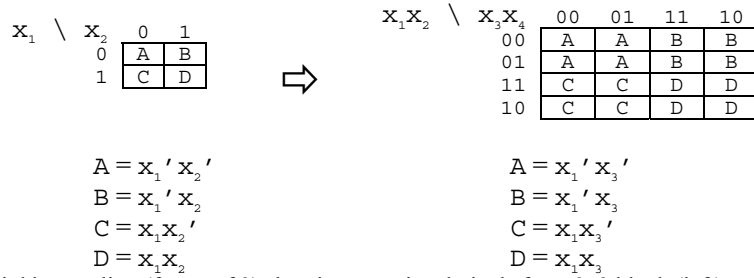 x₁ \ x₂ 0 1
0 A B
1 C D
x₁x₂ \ x₃x₄ 00 01 11 10
00 A A B B
01 A A B B
11 C C D D
10 C C D D
⇨
A = x₁′x₂′
B = x₁′x₂
C = x₁x₂′
D = x₁x₂
A = x₁′x₃′
B = x₁′x₃
C = x₁x₃′
D = x₁x₃